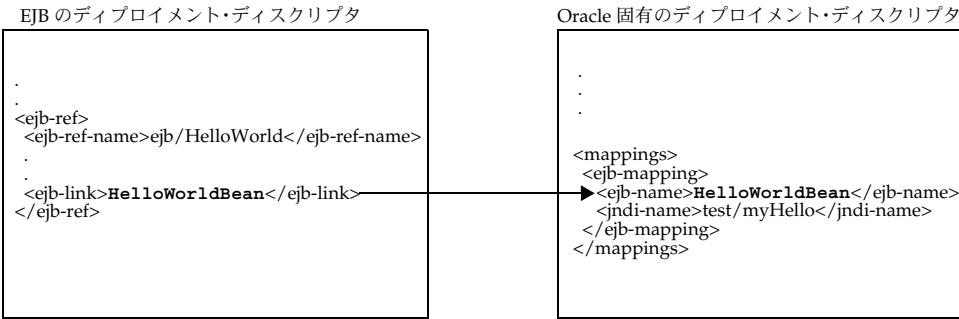 EJB のディプロイメント・ディスクリプタ
.
.
<ejb-ref>
<ejb-ref-name>ejb/HelloWorld</ejb-ref-name>
.
.
<ejb-link>HelloWorldBean</ejb-link>
</ejb-ref>
Oracle 固有のディプロイメント・ディスクリプタ
.
.
.
<mappings>
<ejb-mapping>
<ejb-name>HelloWorldBean</ejb-name>
<jndi-name>test/myHello</jndi-name>
</ejb-mapping>
</mappings>